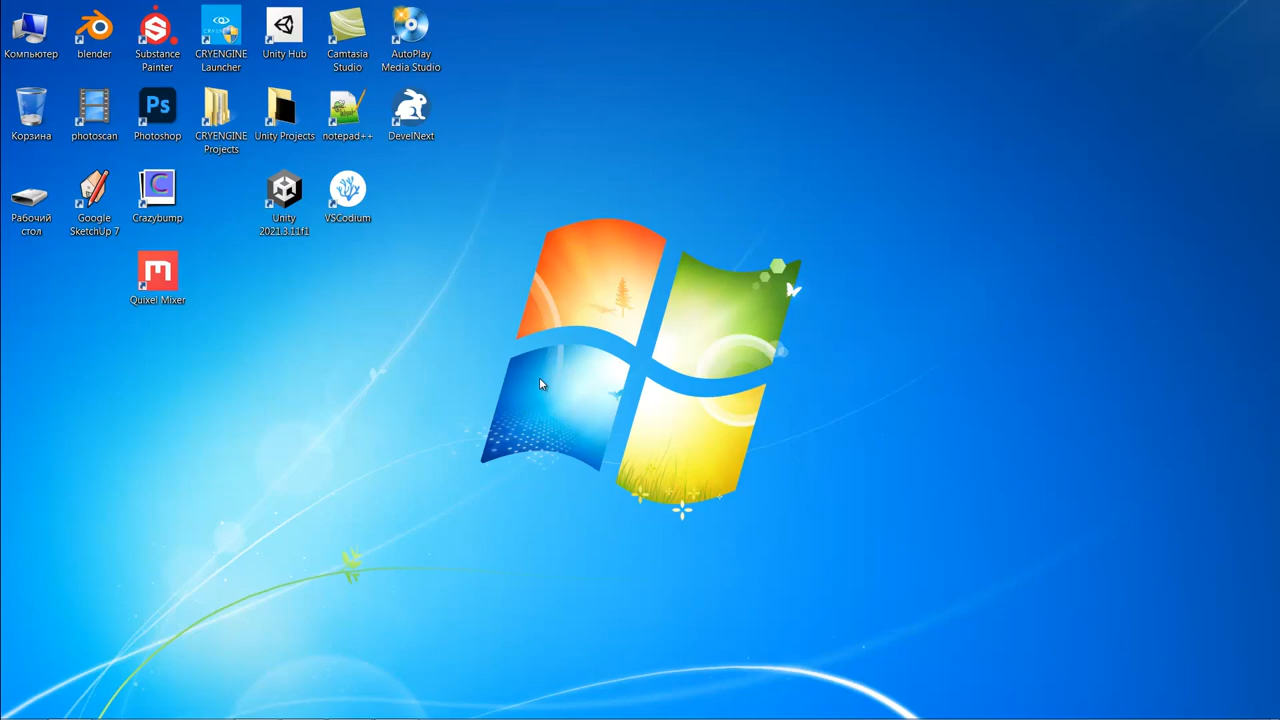 Компьютер
blender
Substance
Painter
CRYENGINE
Launcher
Unity Hub
Camtasia
Studio
AutoPlay
Media Studio
Корзина
photoscan
Ps
Photoshop
CRYENGINE
Projects
Unity Projects
notepad++
DevelNext
Рабочий
стол
Google
SketchUp 7
C
Crazybump
Unity
2021.3.11f1
VSCodium
Quixel Mixer